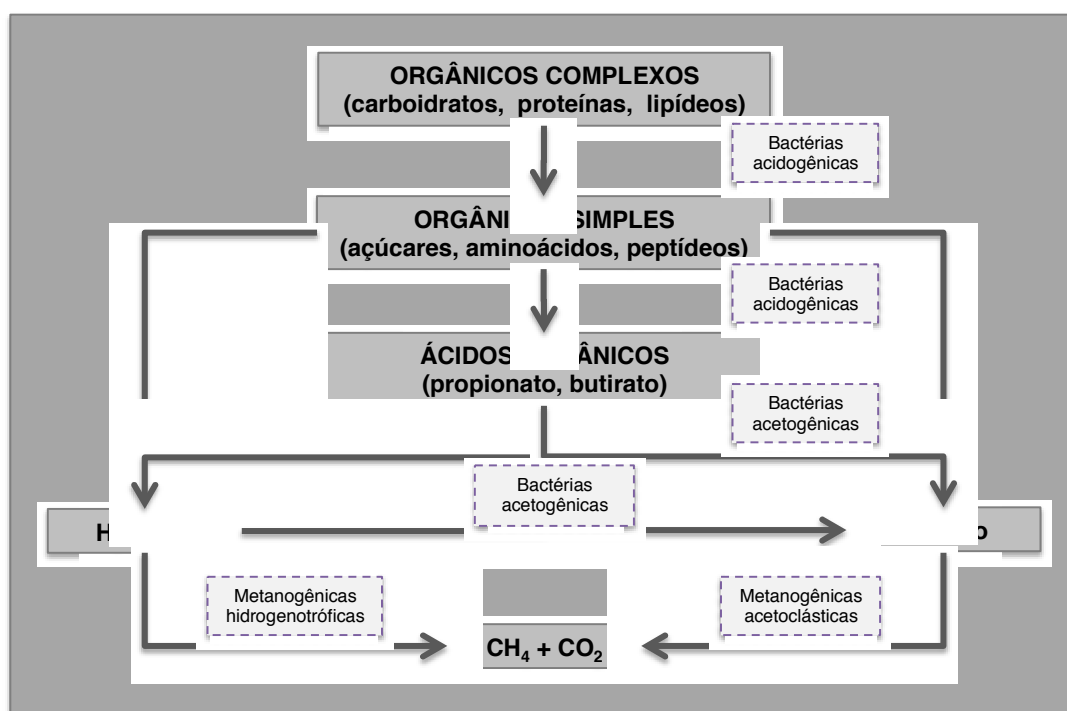 ORGÂNICOS COMPLEXOS
(carboidratos, proteínas, lipídeos)
Bactérias
acidogênicas
SIMPLES
(açúcares, aminoácidos, peptídeos)
Bactérias
acidogênicas
(propionato, butirato)
Bactérias
acetogênicas
Bactérias
acetogênicas
H
o
Metanogênicas
hidrogenotróficas
Metanogênicas
acetoclásticas
CH₄ + CO₂